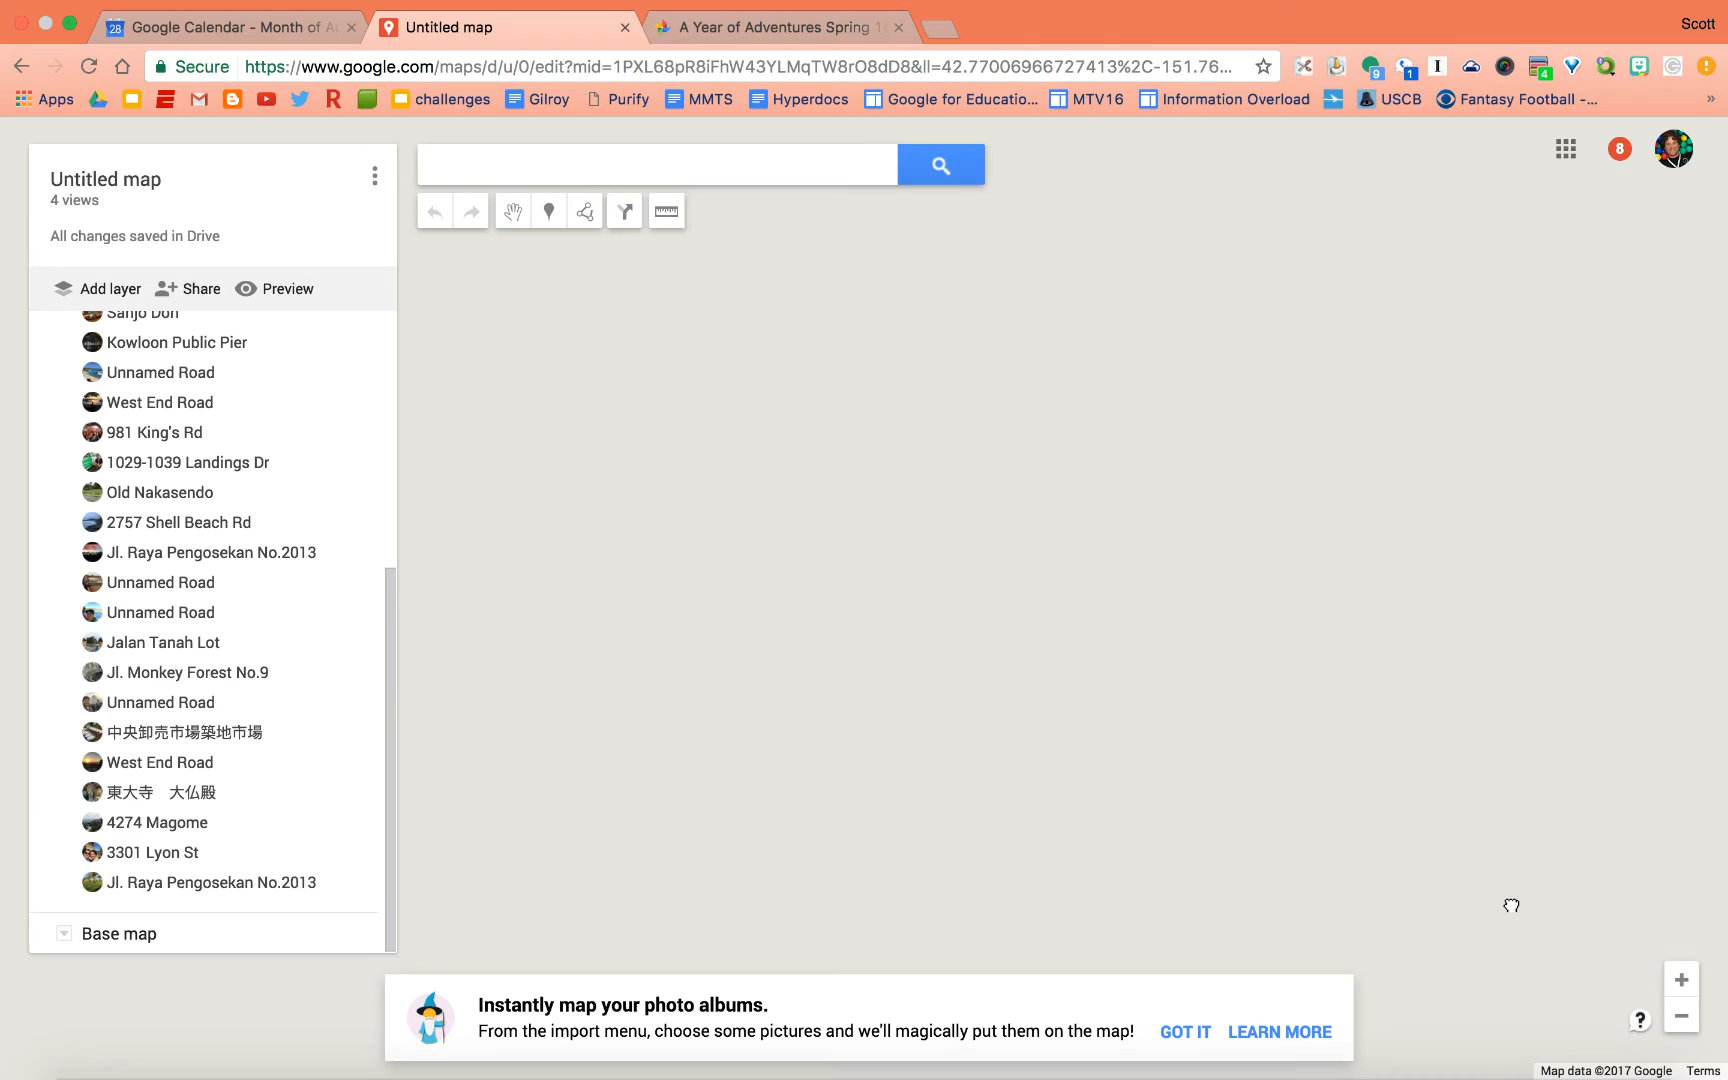 Google Calendar - Month of A
Untitled map
A Year of Adventures Spring 1
Scott
Secure https://www.google.com/maps/d/u/0/edit?mid=1PXL68pR8iFhW43YLMqTW8rO8dD8&ll=42.77006966727413%2C-151.76...
Apps challenges Gilroy Purify MMTS Hyperdocs Google for Educatio... MTV16 Information Overload USCB Fantasy Football -... »
Untitled map
4 views
All changes saved in Drive
8
Add layer Share Preview
Sanjo Dori
Kowloon Public Pier
Unnamed Road
West End Road
981 King's Rd
1029-1039 Landings Dr
Old Nakasendo
2757 Shell Beach Rd
Jl. Raya Pengosekan No.2013
Unnamed Road
Unnamed Road
Jalan Tanah Lot
Jl. Monkey Forest No.9
Unnamed Road
中央卸売市場築地市場
West End Road
東大寺　大仏殿
4274 Magome
3301 Lyon St
Jl. Raya Pengosekan No.2013
Base map
Instantly map your photo albums.
From the import menu, choose some pictures and we'll magically put them on the map! GOT IT LEARN MORE
Map data ©2017 Google Terms